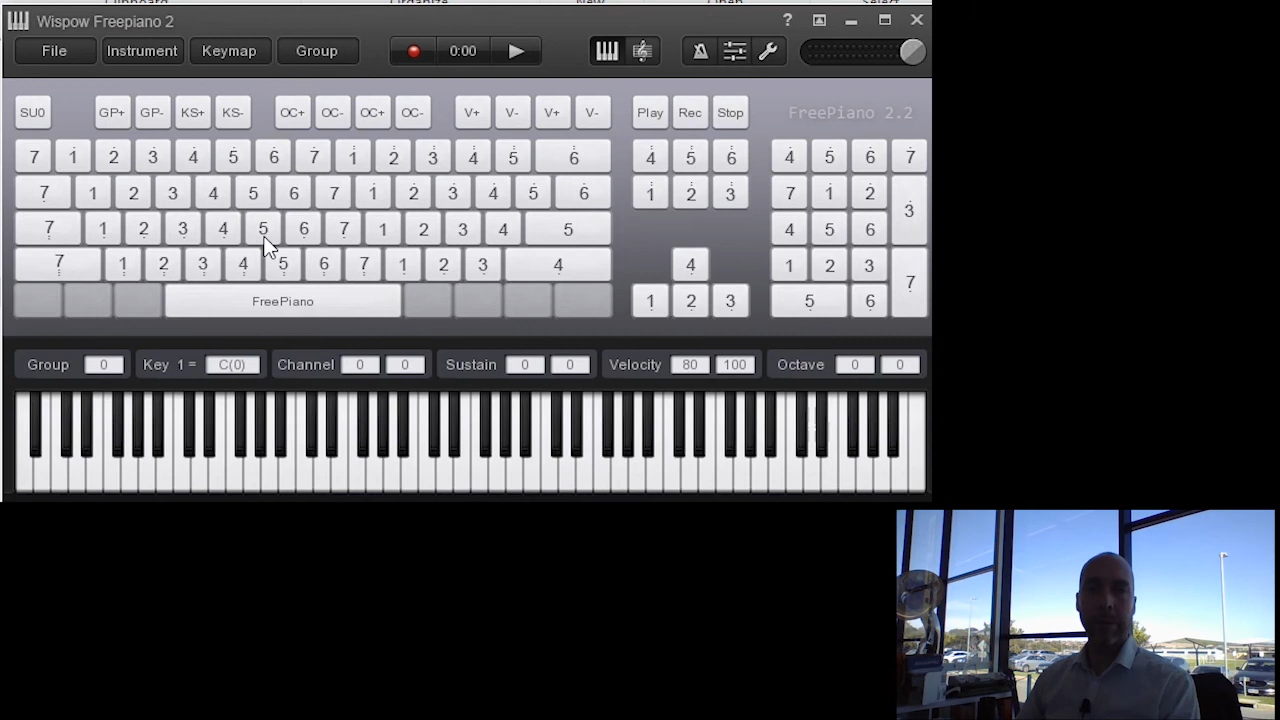 Wispow Freepiano 2 ?
File Instrument Keymap Group 0:00
SU0 GP+ GP- KS+ KS- OC+ OC- OC+ OC- V+ V- V+ V- Play Rec Stop FreePiano 2.2
7 1 2 3 4 5 6 7 1 2 3 4 5 6 4 5 6 4 5 6 7
7 1 2 3 4 5 6 7 1 2 3 4 5 6 1 2 3 7 1 2 3
7 1 2 3 4 5 6 7 1 2 3 4 5 4 5 6
7 1 2 3 4 5 6 7 1 2 3 4 4 1 2 3 7
FreePiano 1 2 3 5 6
Group 0 Key 1 = C(0) Channel 0 0 Sustain 0 0 Velocity 80 100 Octave 0 0